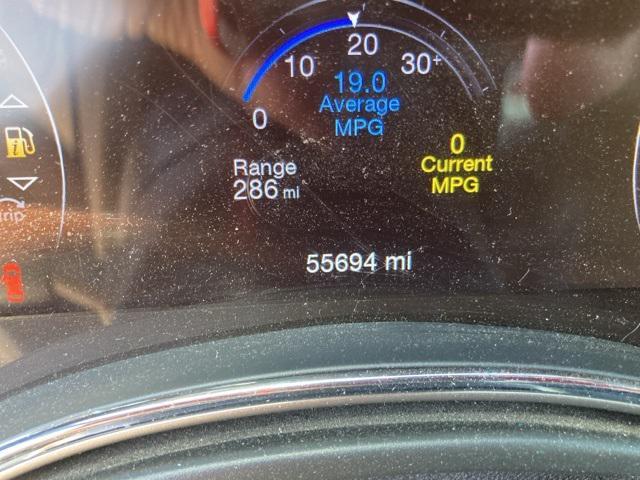 10 20 30+
0
19.0
Average
MPG
Range
286 mi
0
Current
MPG
55694 mi